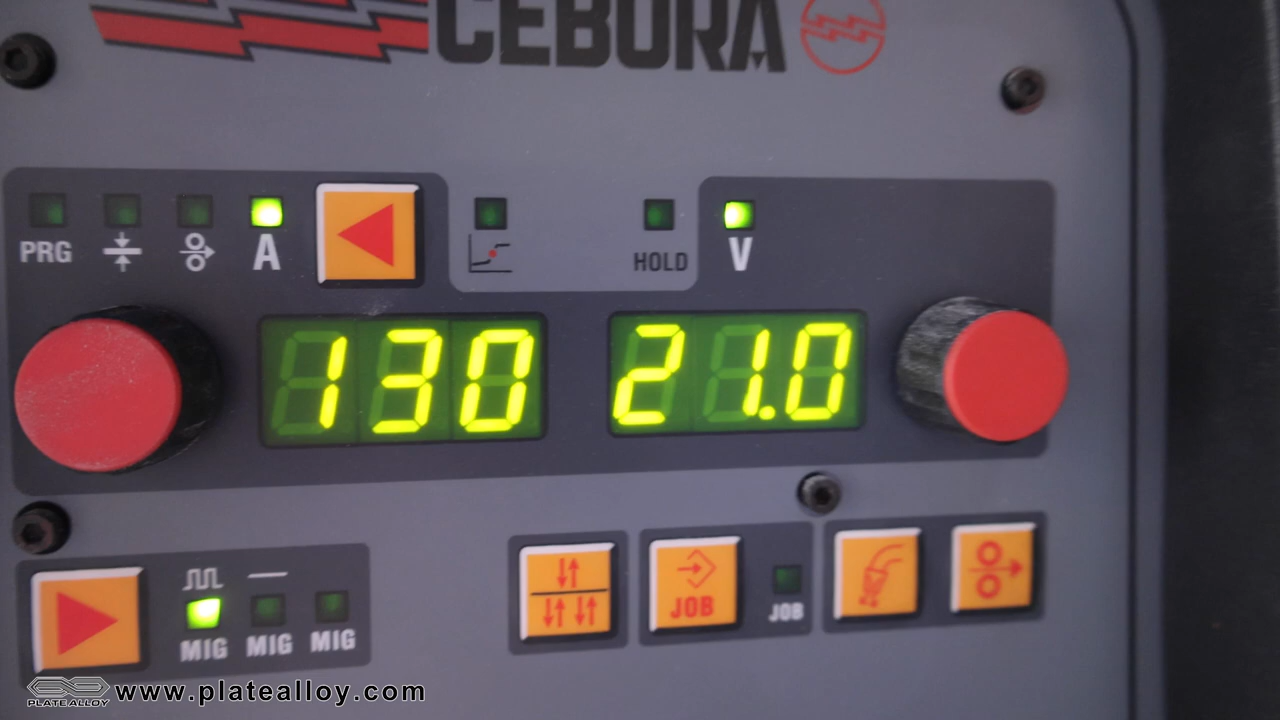 CEBORA
PRG
A
HOLD
V
130
21.0
MIG
MIG
MIG
JOB
JOB
PLATE ALLOY
www.platealloy.com